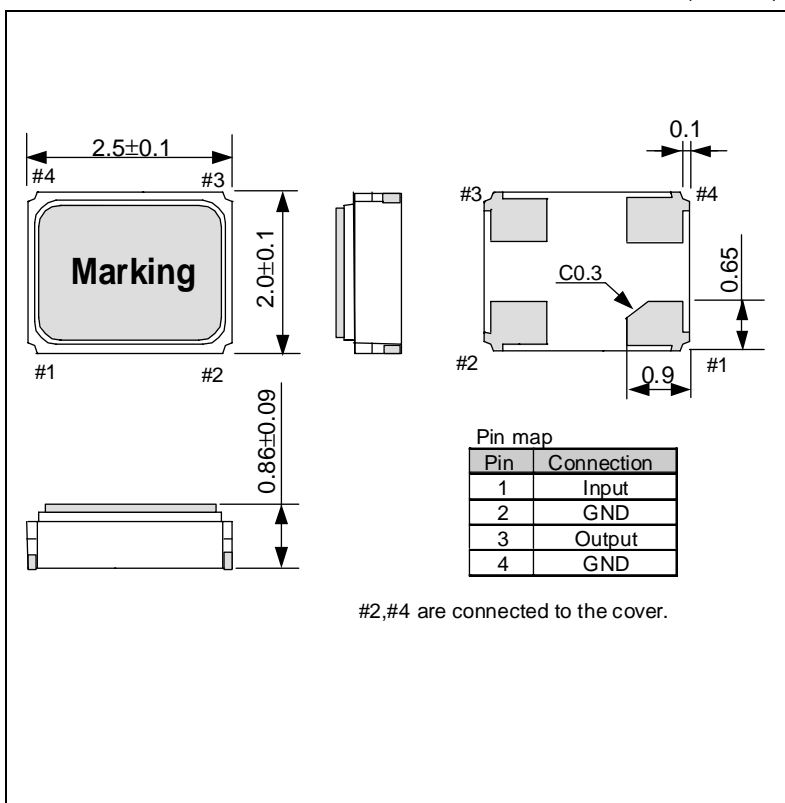 2.5±0.1
#4
#3
Marking
2.0±0.1
#1
#2
0.1
#3
#4
C0.3
0.65
#2
#1
0.9
0.86±0.09
Pin map
Pin Connection
1 Input
2 GND
3 Output
4 GND
#2,#4 are connected to the cover.